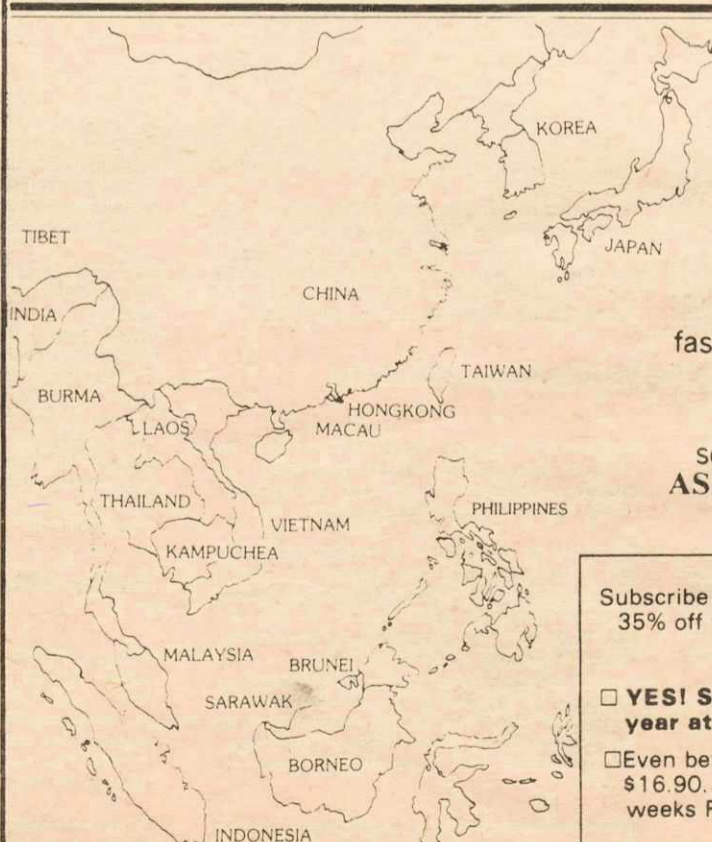 KOREA
JAPAN
TIBET
CHINA
INDIA
TAIWAN
BURMA
HONGKONG
LAOS
MACAU
THAILAND
PHILIPPINES
VIETNAM
KAMPUCHEA
MALAYSIA
BRUNEI
SARAWAK
BORNEO
INDONESIA
fas
AS
Subscribe
35% off
☐ YES! S
year at
☐Even be
$16.90.
weeks